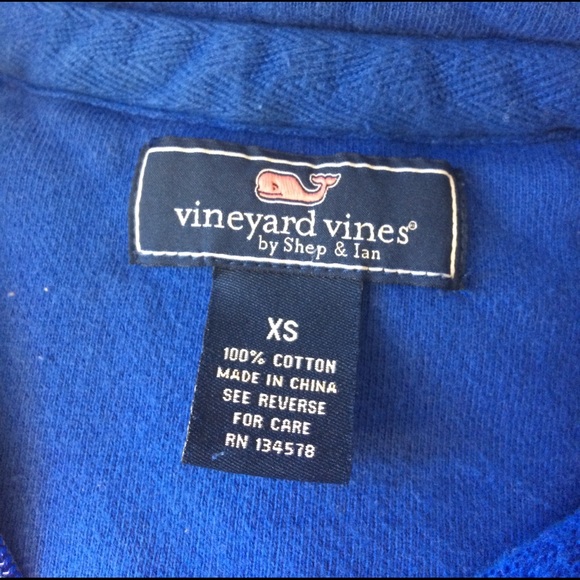 vineyard vines®
by Shep & Ian
XS
100% COTTON
MADE IN CHINA
SEE REVERSE
FOR CARE
RN 134578